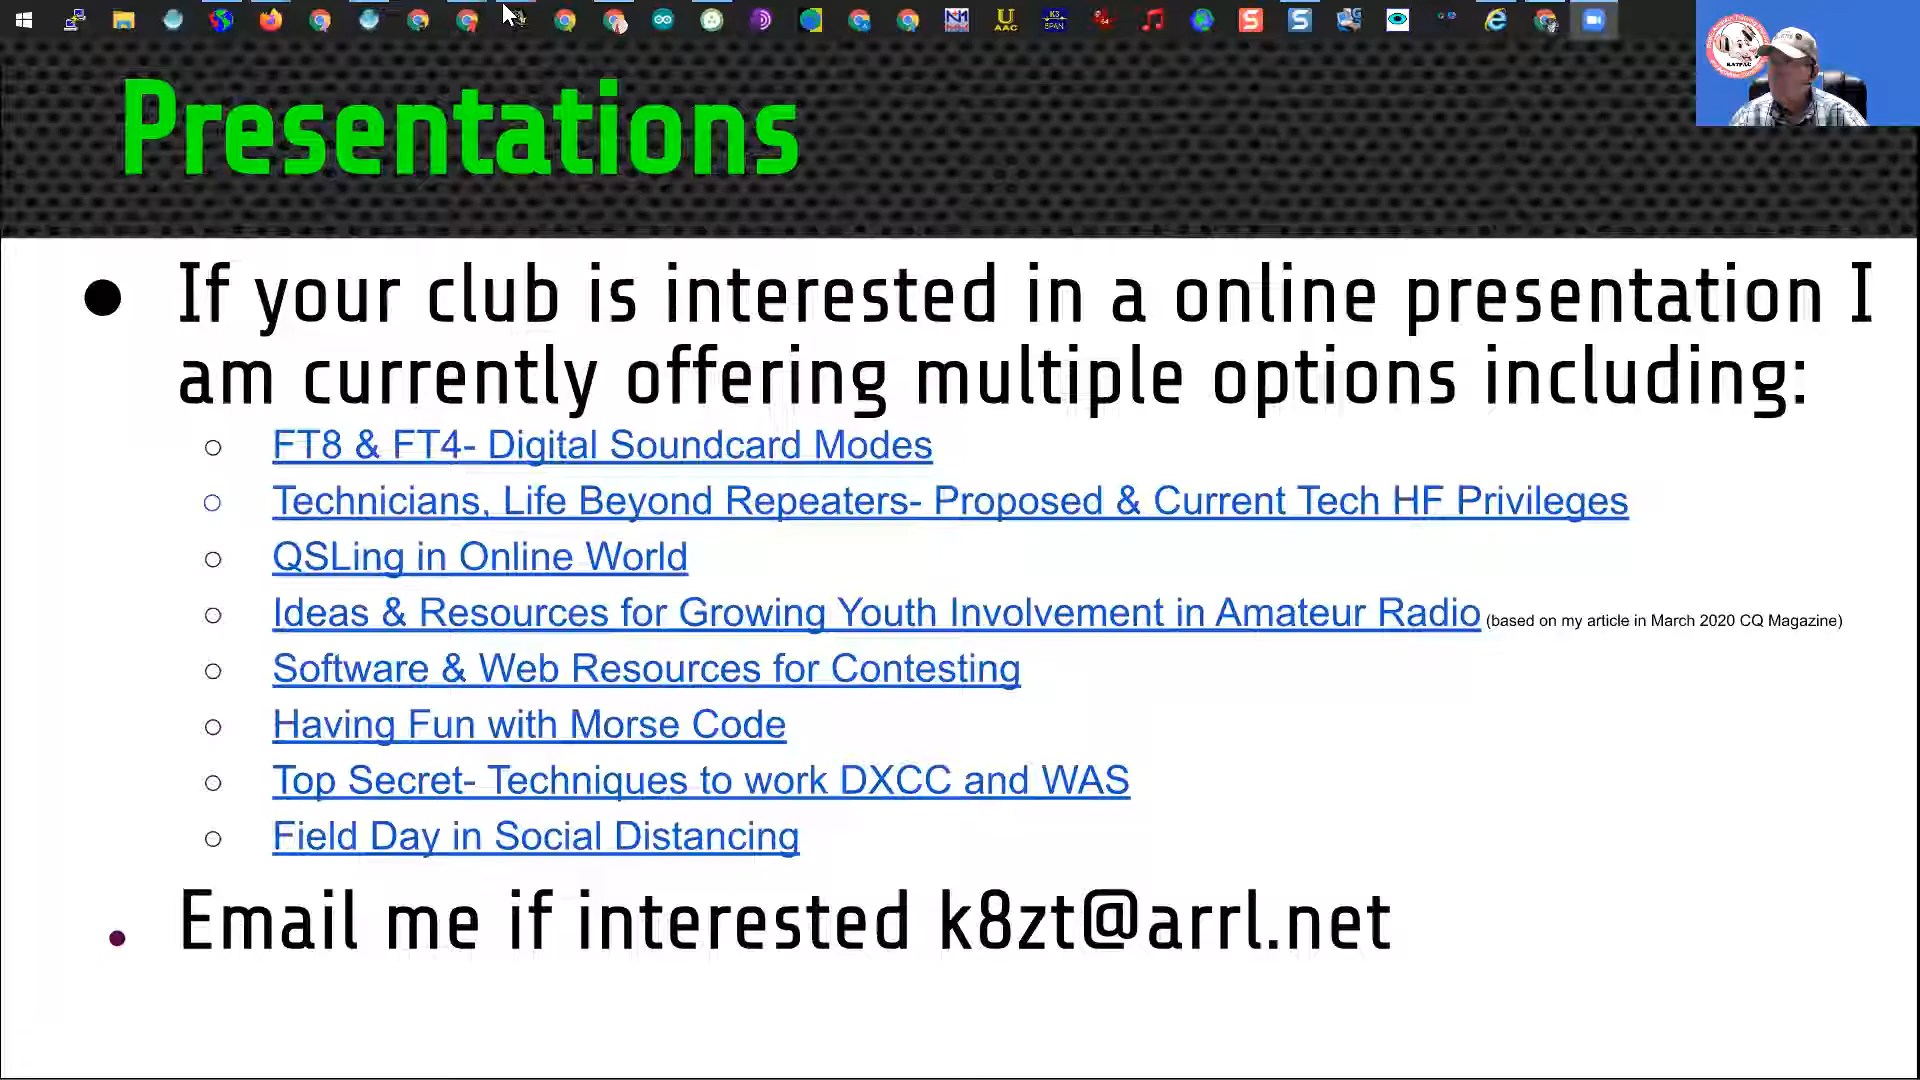 Presentations
If your club is interested in a online presentation I
am currently offering multiple options including:
FT8 & FT4- Digital Soundcard Modes
Technicians, Life Beyond Repeaters- Proposed & Current Tech HF Privileges
QSLing in Online World
Ideas & Resources for Growing Youth Involvement in Amateur Radio (based on my article in March 2020 CQ Magazine)
Software & Web Resources for Contesting
Having Fun with Morse Code
Top Secret- Techniques to work DXCC and WAS
Field Day in Social Distancing
Email me if interested k8zt@arrl.net